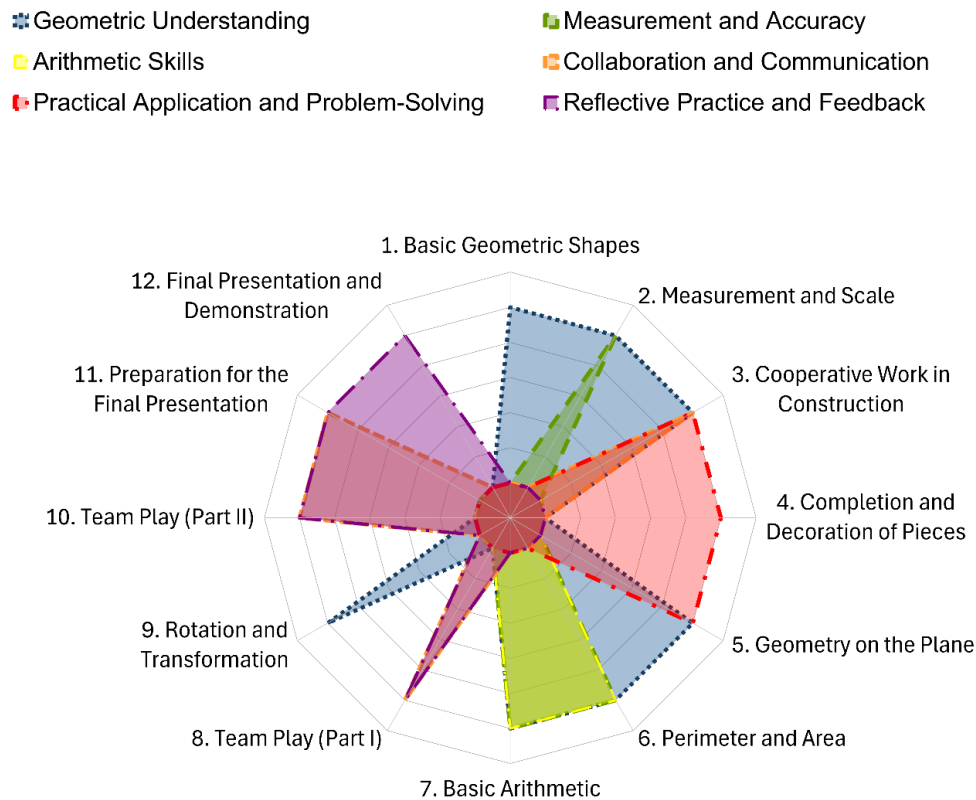 Geometric Understanding
Measurement and Accuracy
Arithmetic Skills
Collaboration and Communication
Practical Application and Problem-Solving
Reflective Practice and Feedback
1. Basic Geometric Shapes
2. Measurement and Scale
3. Cooperative Work in
Construction
4. Completion and
Decoration of Pieces
5. Geometry on the Plane
6. Perimeter and Area
7. Basic Arithmetic
8. Team Play (Part I)
9. Rotation and
Transformation
10. Team Play (Part II)
11. Preparation for the
Final Presentation
12. Final Presentation and
Demonstration